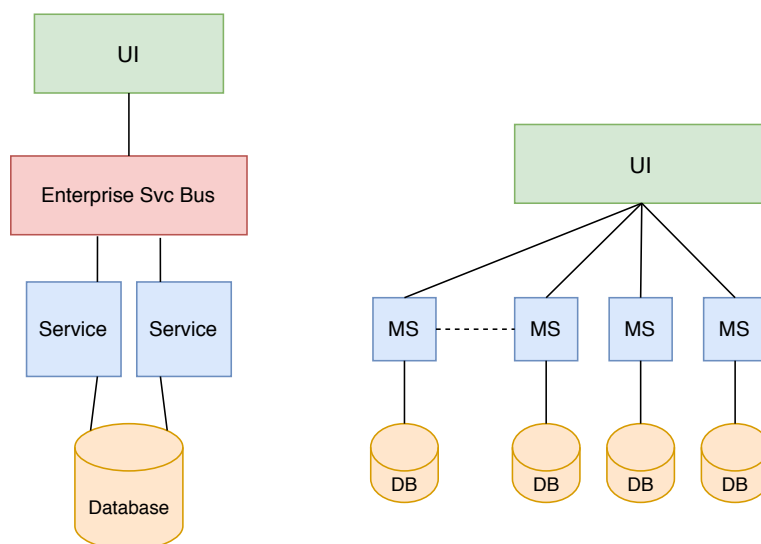 UI
Enterprise Svc Bus
Service
Service
Database
UI
MS
MS
MS
MS
DB
DB
DB
DB